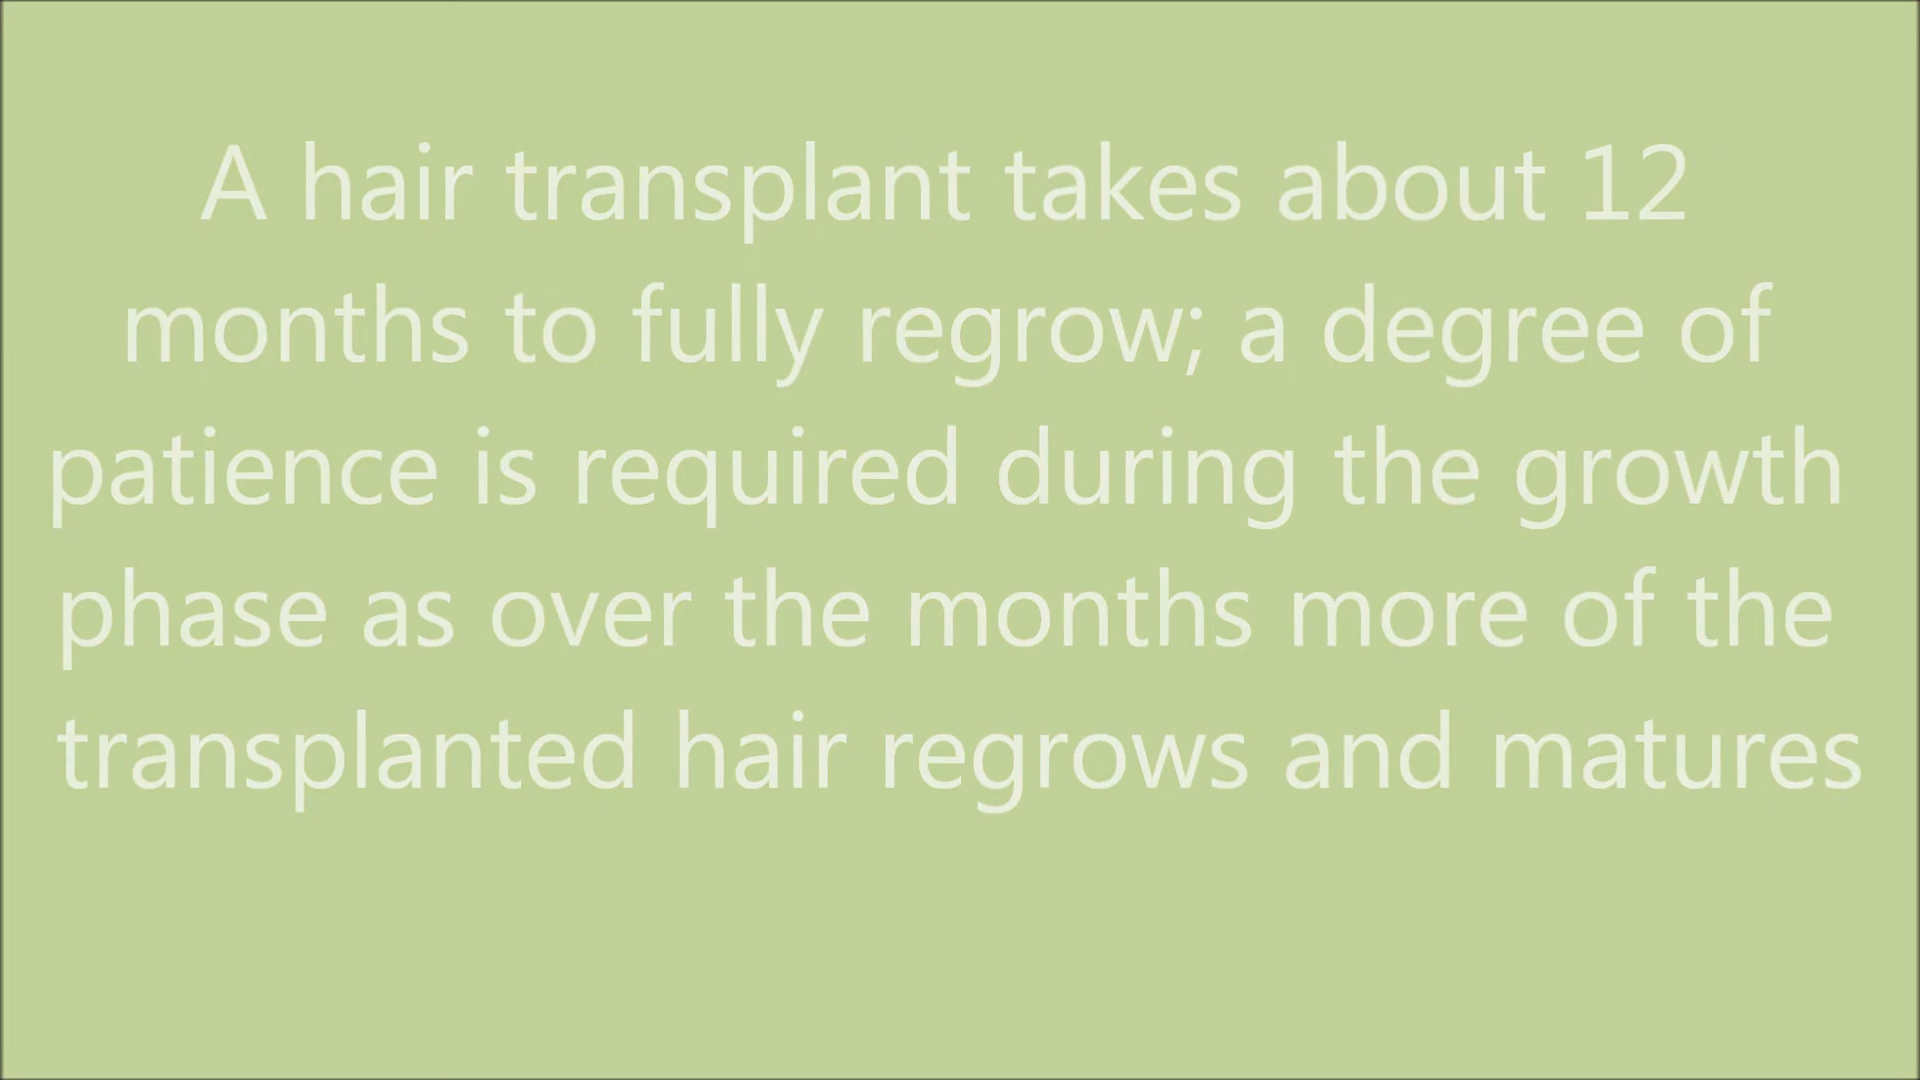 A hair transplant takes about 12
months to fully regrow; a degree of
patience is required during the growth
phase as over the months more of the
transplanted hair regrows and matures